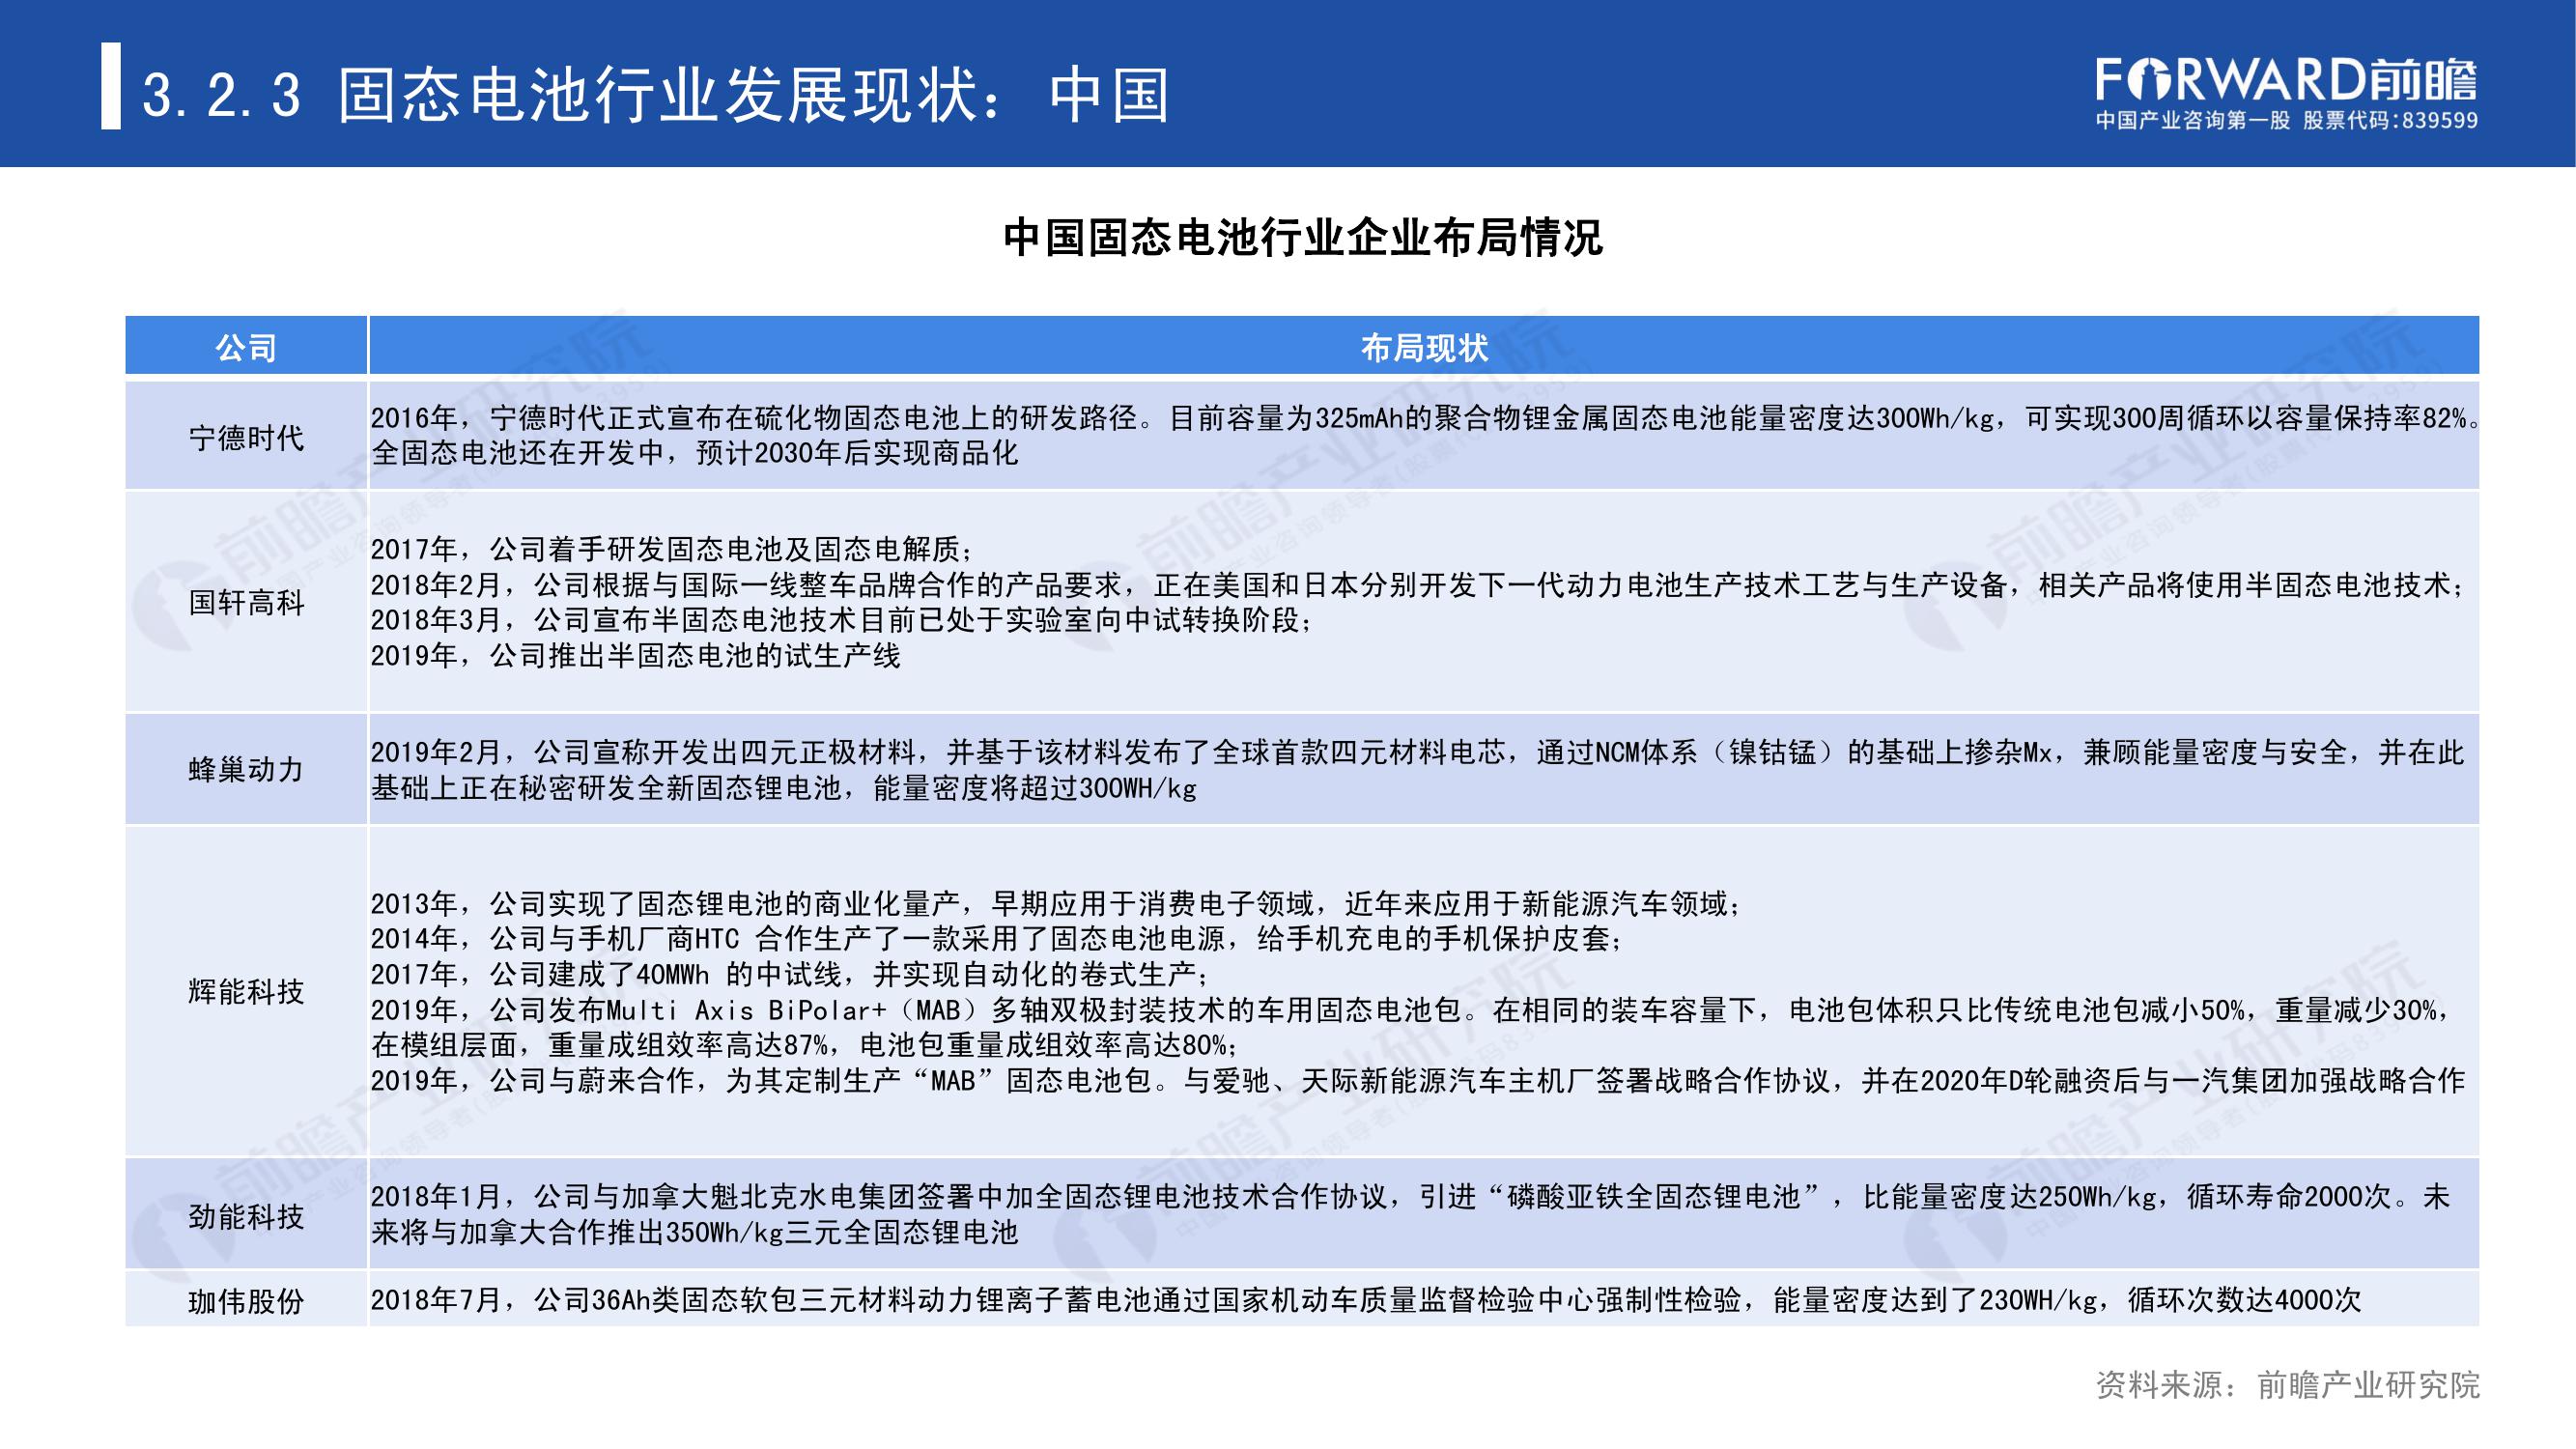 3.2.3 固态电池行业发展现状：中国
FORWARD前瞻
中国产业咨询第一股 股票代码:839599
中国固态电池行业企业布局情况
公司
布局现状
宁德时代
2016年，宁德时代正式宣布在硫化物固态电池上的研发路径。目前容量为325mAh的聚合物锂金属固态电池能量密度达300Wh/kg，可实现300周循环以容量保持率82%。
全固态电池还在开发中，预计2030年后实现商品化
国轩高科
2017年，公司着手研发固态电池及固态电解质；
2018年2月，公司根据与国际一线整车品牌合作的产品要求，正在美国和日本分别开发下一代动力电池生产技术工艺与生产设备，相关产品将使用半固态电池技术；
2018年3月，公司宣布半固态电池技术目前已处于实验室向中试转换阶段；
2019年，公司推出半固态电池的试生产线
蜂巢动力
2019年2月，公司宣称开发出四元正极材料，并基于该材料发布了全球首款四元材料电芯，通过NCM体系（镍钴锰）的基础上掺杂Mx，兼顾能量密度与安全，并在此
基础上正在秘密研发全新固态锂电池，能量密度将超过300WH/kg
辉能科技
2013年，公司实现了固态锂电池的商业化量产，早期应用于消费电子领域，近年来应用于新能源汽车领域；
2014年，公司与手机厂商HTC 合作生产了一款采用了固态电池电源，给手机充电的手机保护皮套；
2017年，公司建成了40MWh 的中试线，并实现自动化的卷式生产；
2019年，公司发布Multi Axis BiPolar+（MAB）多轴双极封装技术的车用固态电池包。在相同的装车容量下，电池包体积只比传统电池包减小50%，重量减少30%，
在模组层面，重量成组效率高达87%，电池包重量成组效率高达80%；
2019年，公司与蔚来合作，为其定制生产“MAB”固态电池包。与爱驰、天际新能源汽车主机厂签署战略合作协议，并在2020年D轮融资后与一汽集团加强战略合作
劲能科技
2018年1月，公司与加拿大魁北克水电集团签署中加全固态锂电池技术合作协议，引进“磷酸亚铁全固态锂电池”，比能量密度达250Wh/kg，循环寿命2000次。未
来将与加拿大合作推出350Wh/kg三元全固态锂电池
珈伟股份
2018年7月，公司36Ah类固态软包三元材料动力锂离子蓄电池通过国家机动车质量监督检验中心强制性检验，能量密度达到了230WH/kg，循环次数达4000次
资料来源：前瞻产业研究院